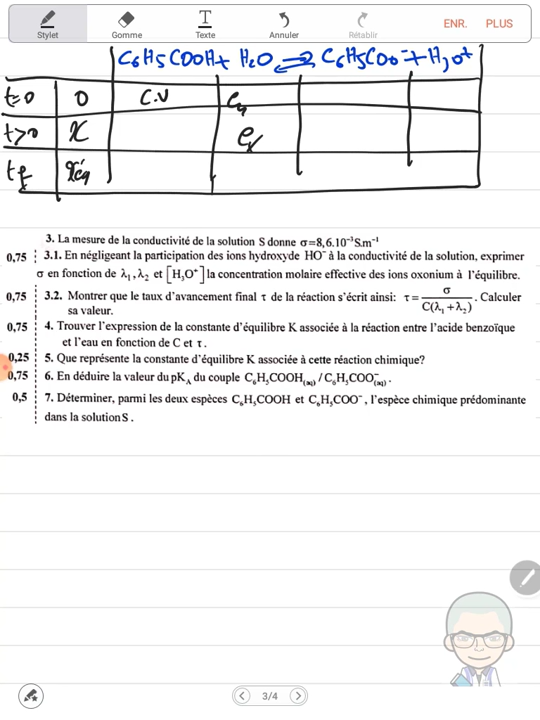 Stylet
Gomme
Texte
Annuler
Rétablir
ENR.
PLUS
C6H5COOH + H2O ⇌ C6H5COO⁻ + H3O+
t=0 0 C.V
t>0 x
tf xéq
3. La mesure de la conductivité de la solution S donne σ=8,6.10⁻³S.m⁻¹
0,75 3.1. En négligeant la participation des ions hydroxyde HO⁻ à la conductivité de la solution, exprimer
σ en fonction de λ₁,λ₂ et [H₃O⁺] la concentration molaire effective des ions oxonium à l'équilibre.
0,75 3.2. Montrer que le taux d'avancement final τ de la réaction s'écrit ainsi: τ = σ / C(λ₁+λ₂) . Calculer
sa valeur.
0,75 4. Trouver l'expression de la constante d'équilibre K associée à la réaction entre l'acide benzoïque
et l'eau en fonction de C et τ.
0,25 5. Que représente la constante d'équilibre K associée à cette réaction chimique?
0,75 6. En déduire la valeur du pK_A du couple C₆H₅COOH(aq) / C₆H₅COO⁻(aq).
0,5 7. Déterminer, parmi les deux espèces C₆H₅COOH et C₆H₅COO⁻, l'espèce chimique prédominante
dans la solution S.
3/4